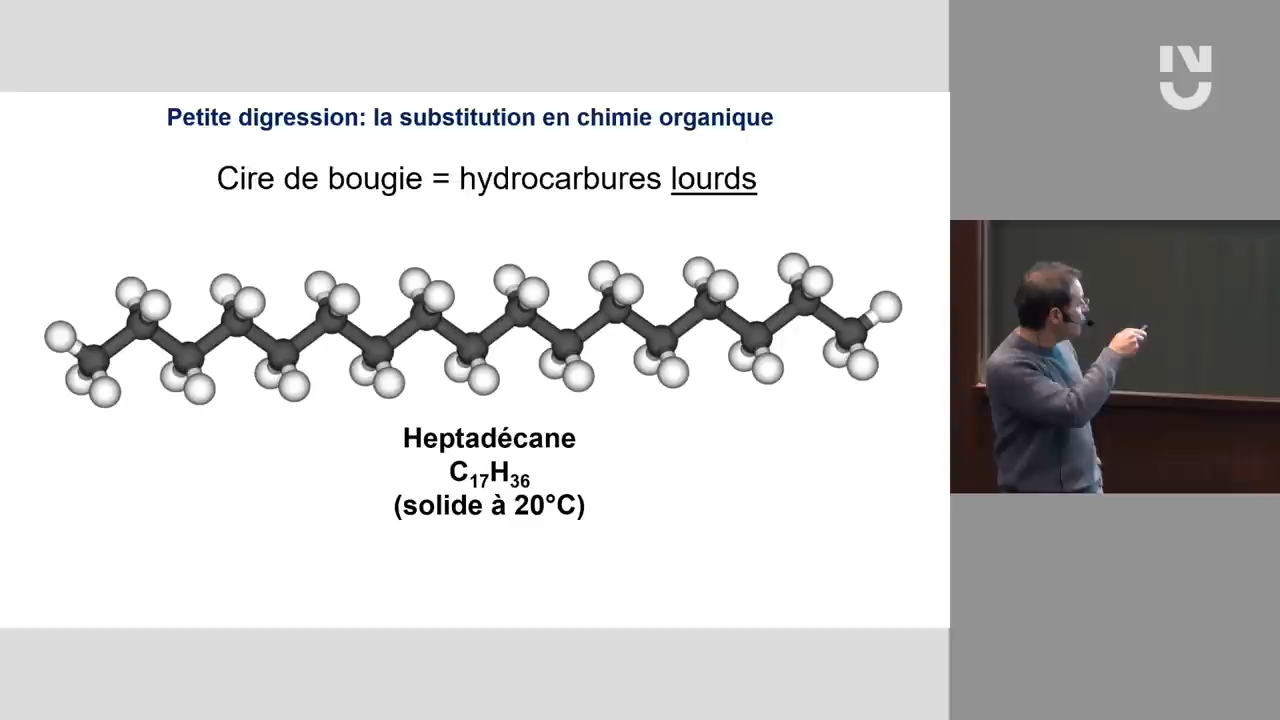 Petite digression: la substitution en chimie organique
Cire de bougie = hydrocarbures lourds
Heptadécane
C₁₇H₃₆
(solide à 20°C)